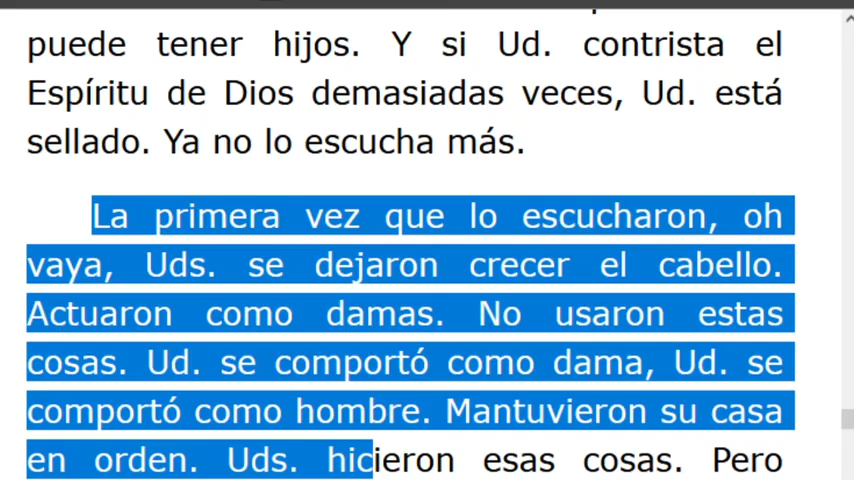 puede tener hijos. Y si Ud. contrista el
Espíritu de Dios demasiadas veces, Ud. está
sellado. Ya no lo escucha más.
La primera vez que lo escucharon, oh
vaya, Uds. se dejaron crecer el cabello.
Actuaron como damas. No usaron estas
cosas. Ud. se comportó como dama, Ud. se
comportó como hombre. Mantuvieron su casa
en orden. Uds. hicieron esas cosas. Pero